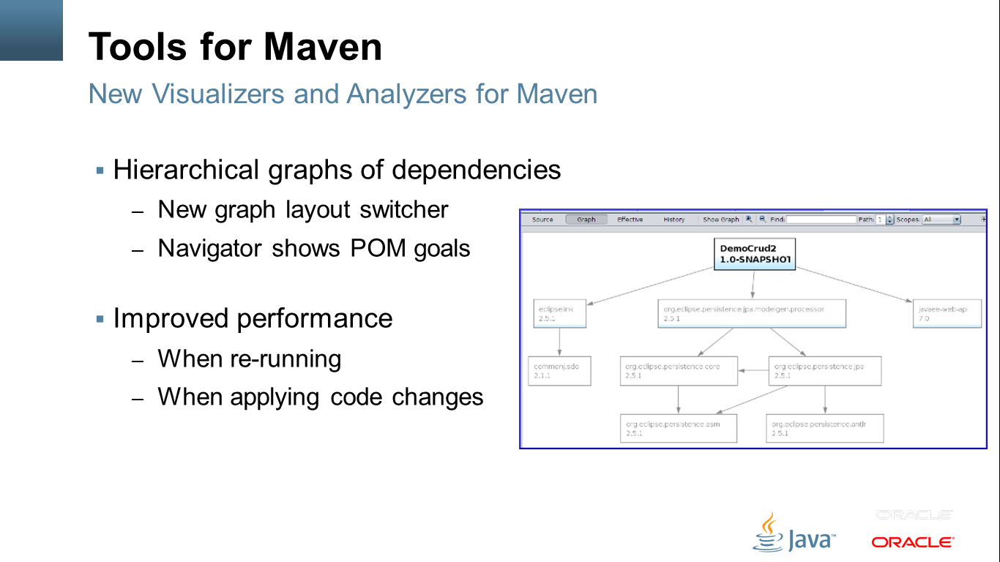 Tools for Maven
New Visualizers and Analyzers for Maven
▪ Hierarchical graphs of dependencies
– New graph layout switcher
– Navigator shows POM goals
▪ Improved performance
– When re-running
– When applying code changes
Source Graph Effective History Show Graph Find: Path: 1 Scopes: All
DemoCrud2
1.0-SNAPSHOT
eclipselink
2.5.1
org.eclipse.persistence.jpa.modelgen.processor
2.5.1
javaee-web-api
7.0
commonj.sdo
2.1.1
org.eclipse.persistence.core
2.5.1
org.eclipse.persistence.jpa
2.5.1
org.eclipse.persistence.asm
2.5.1
org.eclipse.persistence.antlr
2.5.1
ORACLE
Java™
ORACLE®